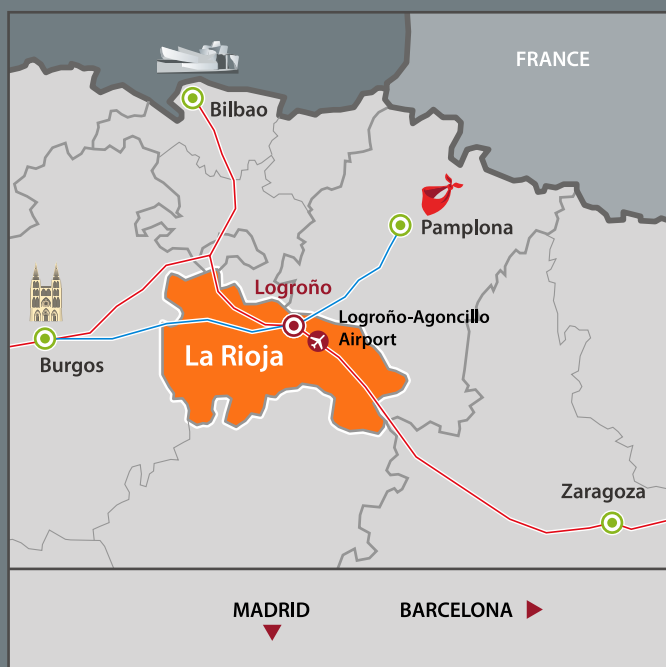 FRANCE
Bilbao
Pamplona
Logroño
Logroño-Agoncillo
Airport
La Rioja
Burgos
Zaragoza
MADRID
BARCELONA